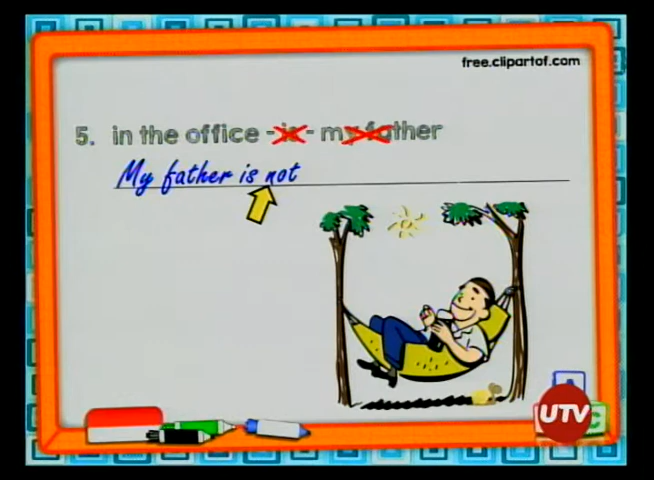 free.clipartof.com
5. in the office - is - my father
My father is not
UTV